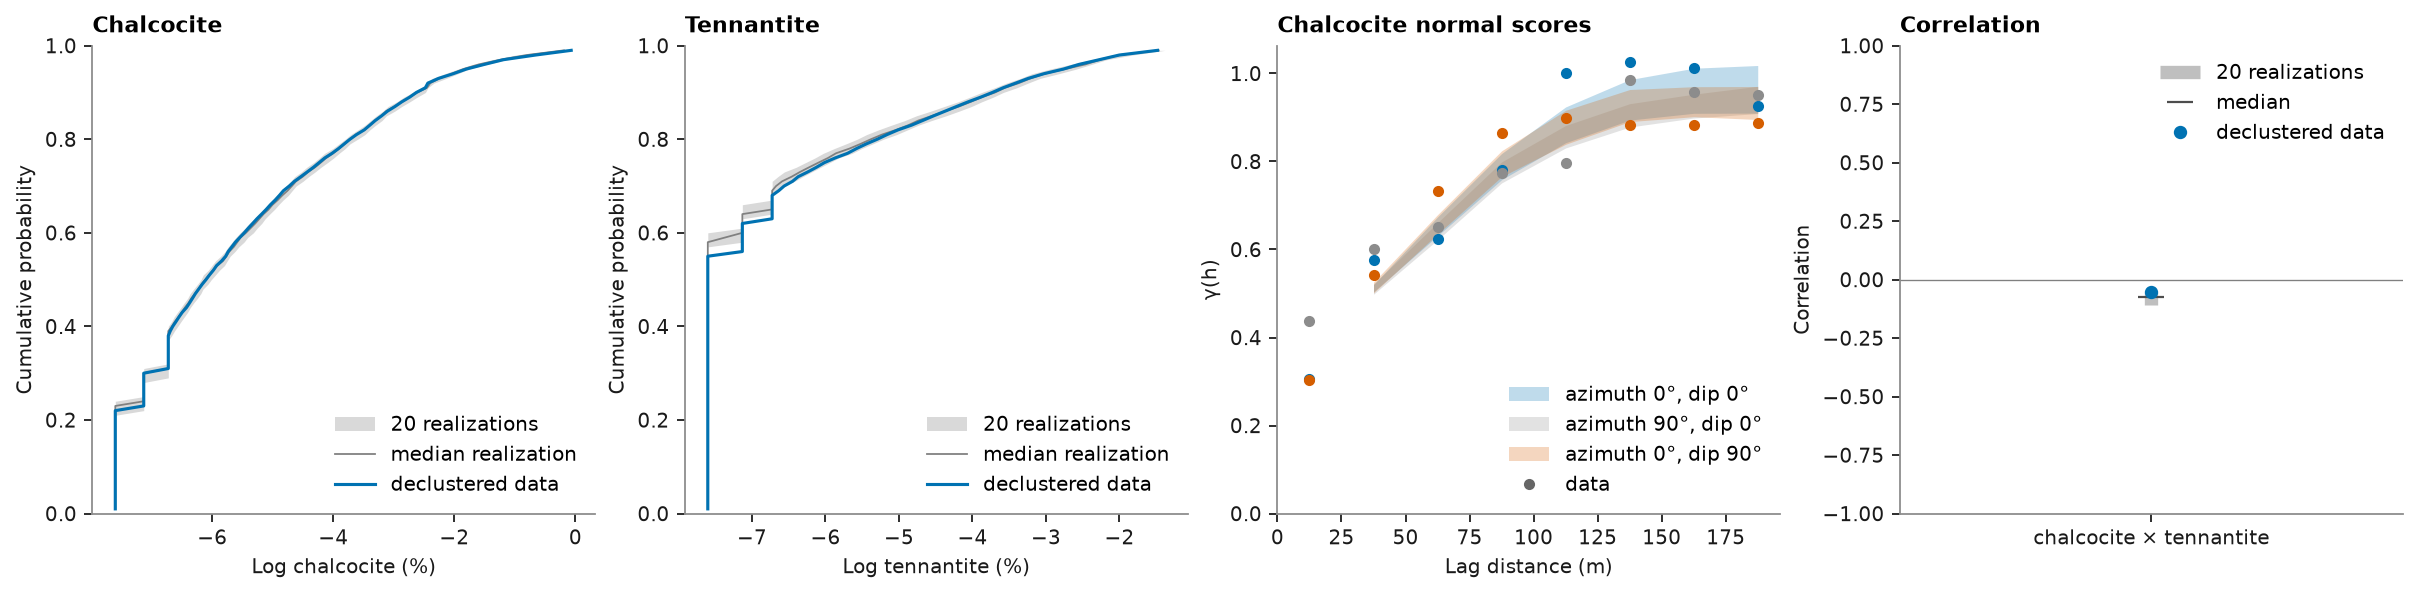 Chalcocite
Cumulative probability
1.0
0.8
0.6
0.4
0.2
0.0
−6
−4
−2
0
Log chalcocite (%)
20 realizations
median realization
declustered data
Tennantite
Cumulative probability
1.0
0.8
0.6
0.4
0.2
0.0
−7
−6
−5
−4
−3
−2
Log tennantite (%)
20 realizations
median realization
declustered data
Chalcocite normal scores
γ(h)
1.0
0.8
0.6
0.4
0.2
0.0
0
25
50
75
100
125
150
175
Lag distance (m)
azimuth 0°, dip 0°
azimuth 90°, dip 0°
azimuth 0°, dip 90°
data
Correlation
Correlation
1.00
0.75
0.50
0.25
0.00
−0.25
−0.50
−0.75
−1.00
chalcocite × tennantite
20 realizations
median
declustered data